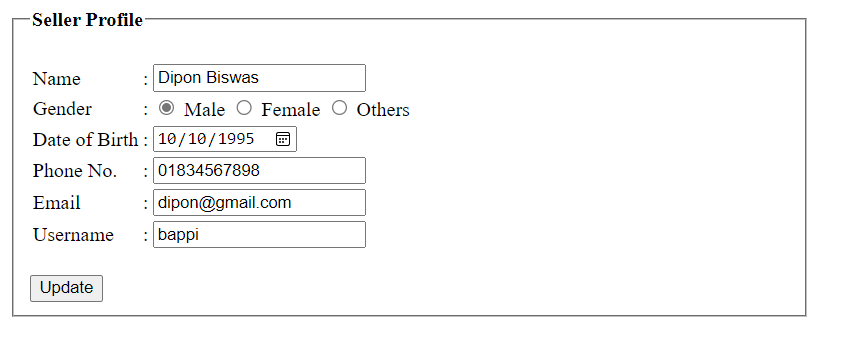 Seller Profile
Name : Dipon Biswas
Gender : Male Female Others
Date of Birth : 10/10/1995
Phone No. : 01834567898
Email : dipon@gmail.com
Username : bappi
Update